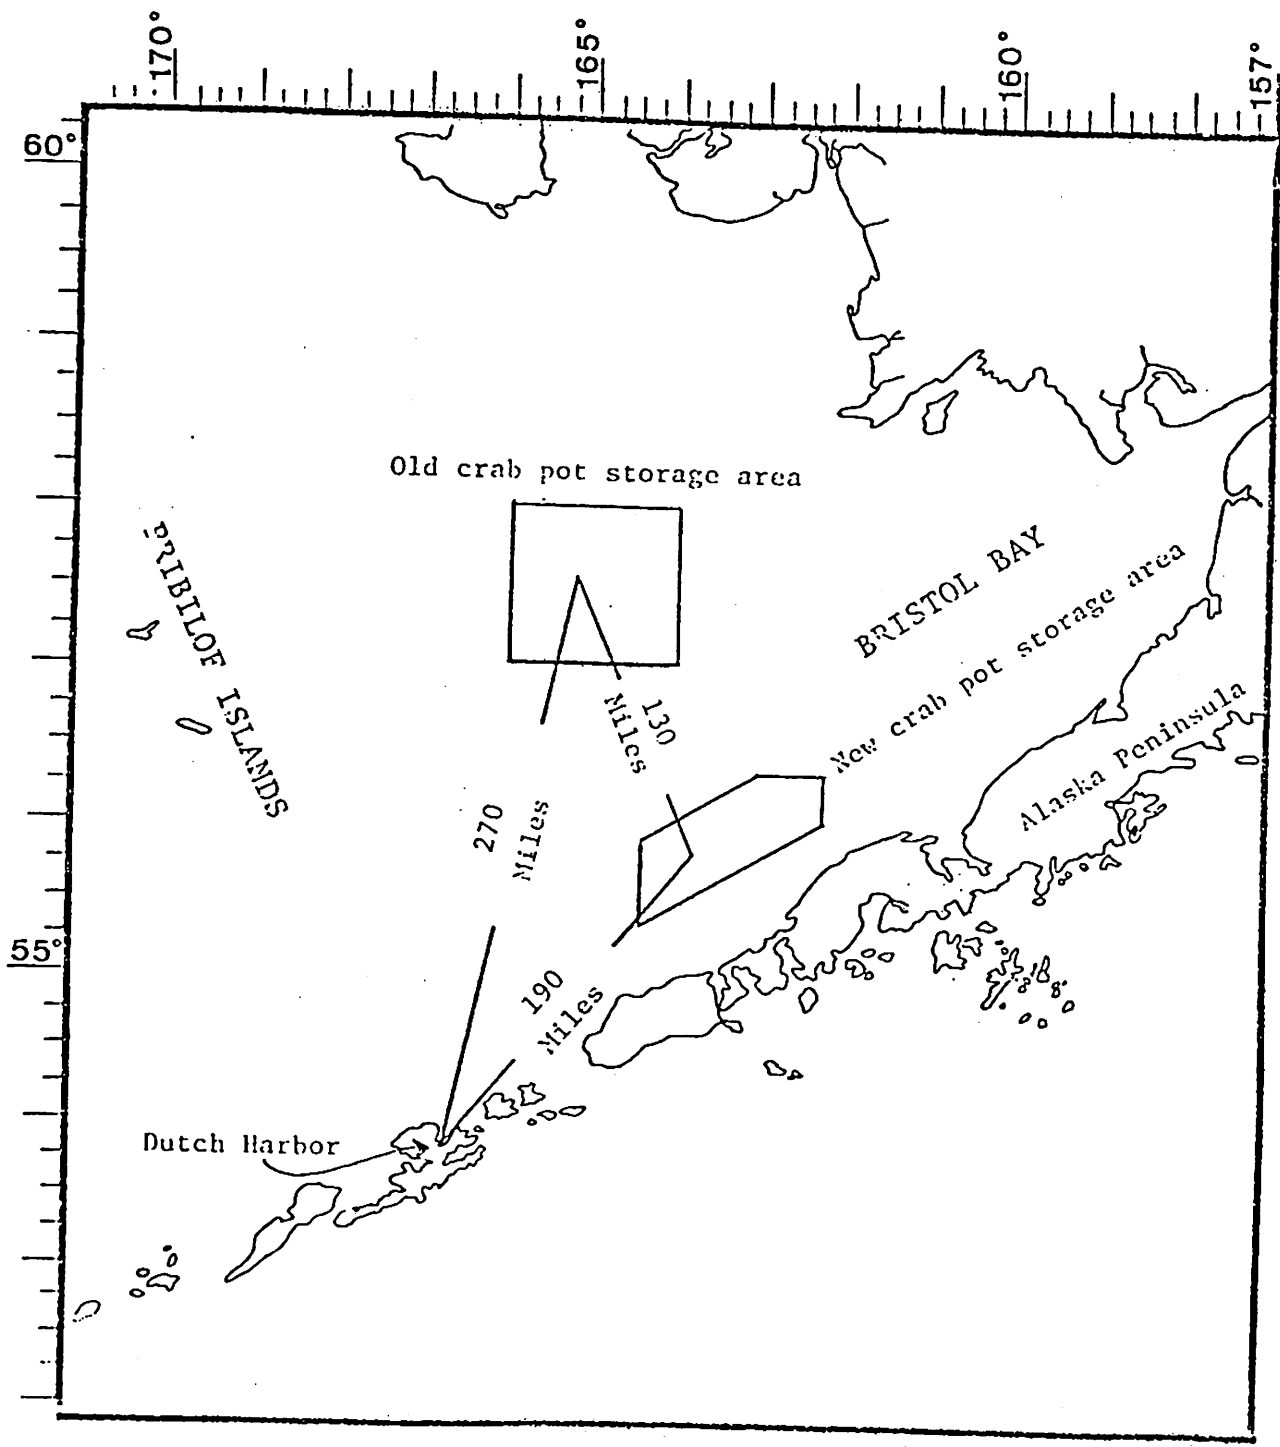 170°
165°
160°
157°
60°
Old crab pot storage area
PRIBILOF ISLANDS
BRISTOL BAY
New crab pot storage area
130
Miles
Alaska Peninsula
270
Miles
55°
190
Miles
Dutch Harbor